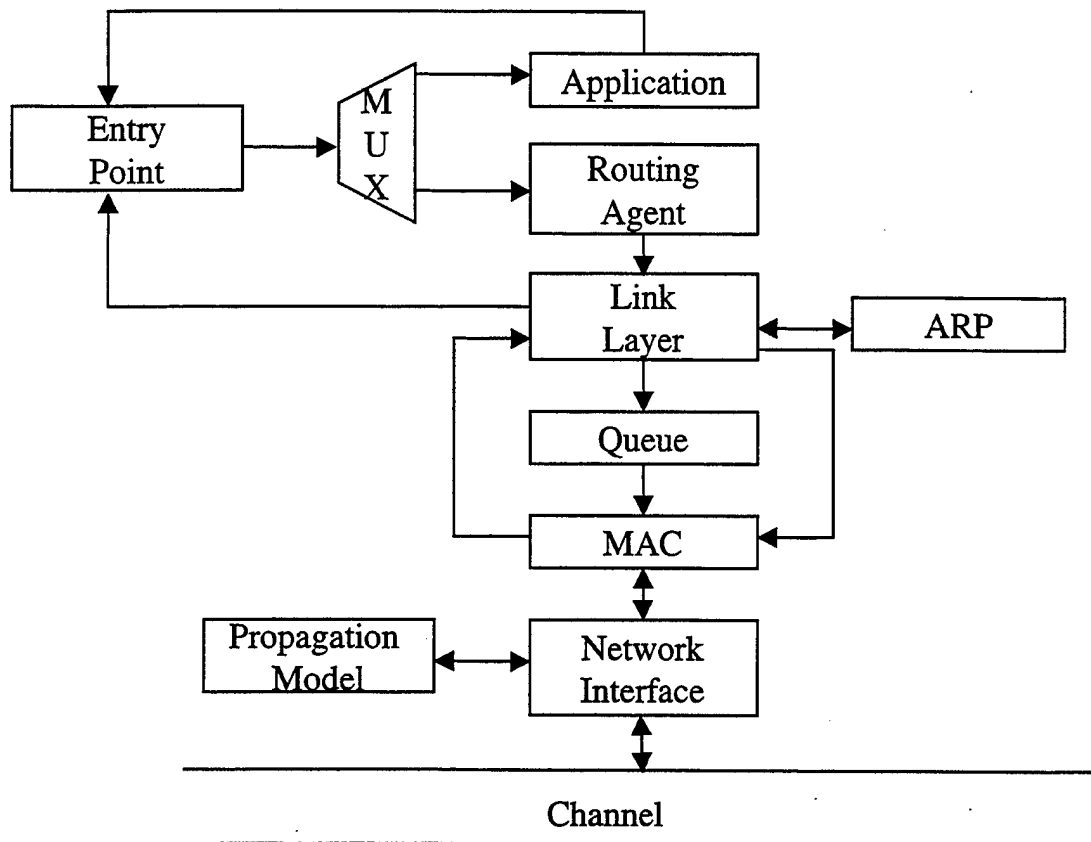 Application
Entry
Point
M
U
X
Routing
Agent
Link
Layer
ARP
Queue
MAC
Propagation
Model
Network
Interface
Channel